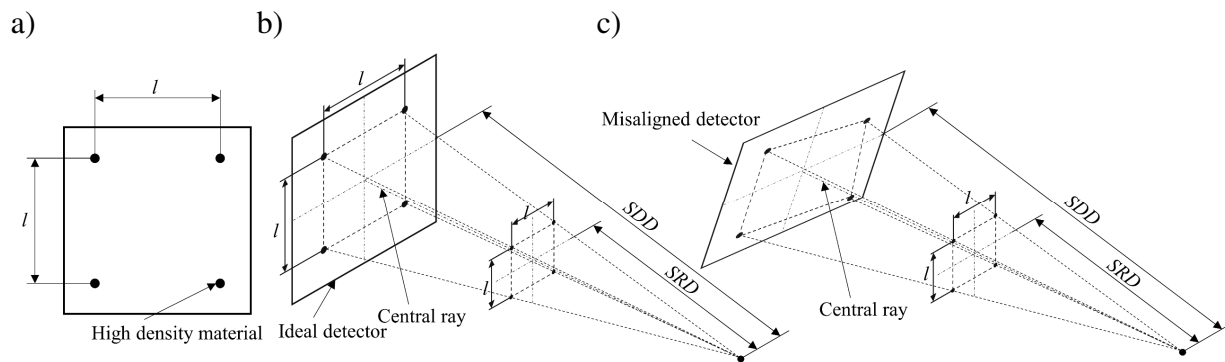 a)
l
l
High density material
b)
l
l
l
l
SDD
SRD
Central ray
Ideal detector
c)
Misaligned detector
l
l
SDD
SRD
Central ray